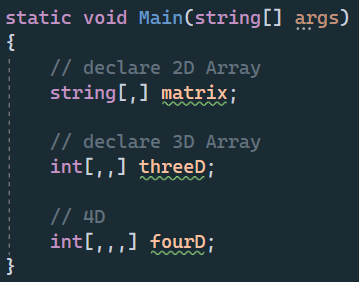 static void Main(string[] args)
{
    // declare 2D Array
    string[,] matrix;
    // declare 3D Array
    int[,,] threeD;
    // 4D
    int[,,,] fourD;
}